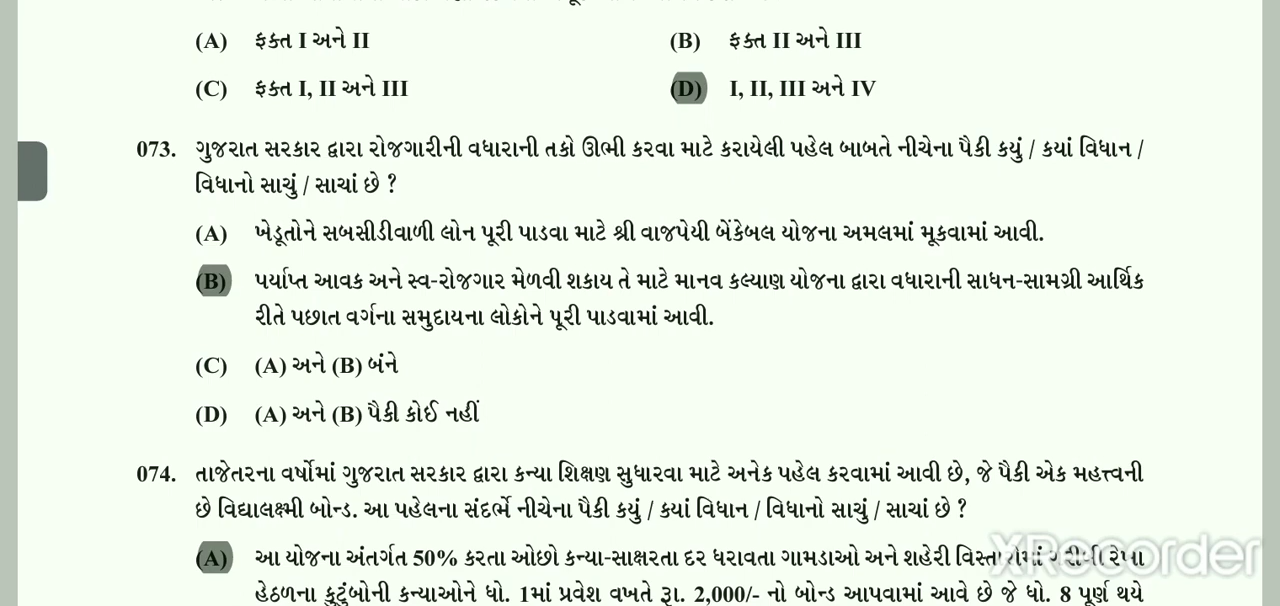 (A) ફક્ત I અને II (B) ફક્ત II અને III
(C) ફક્ત I, II અને III (D) I, II, III અને IV
073. ગુજરાત સરકાર દ્વારા રોજગારીની વધારાની તકો ઊભી કરવા માટે કરાયેલી પહેલ બાબતે નીચેના પૈકી કયું / કયાં વિધાન /
વિધાનો સાચું / સાચાં છે ?
(A) ખેડૂતોને સબસીડીવાળી લોન પૂરી પાડવા માટે શ્રી વાજપેયી બેંકેબલ યોજના અમલમાં મૂકવામાં આવી.
(B) પર્યાપ્ત આવક અને સ્વ-રોજગાર મેળવી શકાય તે માટે માનવ કલ્યાણ યોજના દ્વારા વધારાની સાધન-સામગ્રી આર્થિક
રીતે પછાત વર્ગના સમુદાયના લોકોને પૂરી પાડવામાં આવી.
(C) (A) અને (B) બંને
(D) (A) અને (B) પૈકી કોઈ નહીં
074. તાજેતરના વર્ષોમાં ગુજરાત સરકાર દ્વારા કન્યા શિક્ષણ સુધારવા માટે અનેક પહેલ કરવામાં આવી છે, જે પૈકી એક મહત્ત્વની
છે વિદ્યાલક્ષ્મી બોન્ડ. આ પહેલના સંદર્ભે નીચેના પૈકી કયું / કયાં વિધાન / વિધાનો સાચું / સાચાં છે ?
(A) આ યોજના અંતર્ગત 50% કરતા ઓછો કન્યા-સાક્ષરતા દર ધરાવતા ગામડાઓ અને શહેરી વિસ્તારોમાં ગરીબી રેખા
હેઠળના કુટુંબોની કન્યાઓને ધો. 1માં પ્રવેશ વખતે રૂા. 2,000/- નો બોન્ડ આપવામાં આવે છે જે ધો. 8 પૂર્ણ થયે
XRecorder